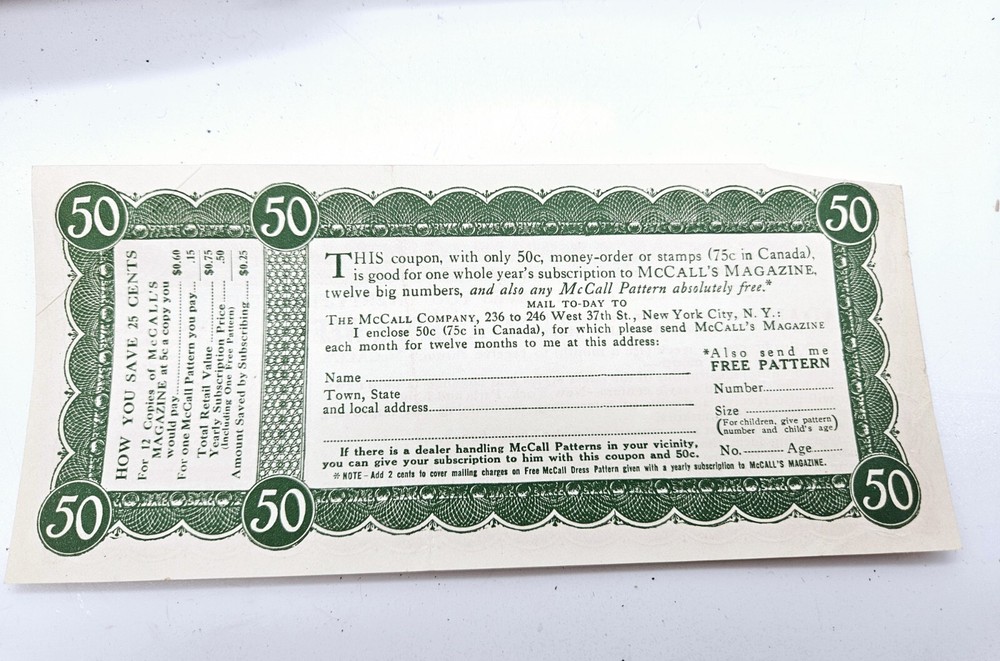 50
50
50
HOW YOU SAVE 25 CENTS
For 12 Copies of McCALL'S
MAGAZINE at 5c a copy you
would pay.................... $0.60
For one McCall Pattern you pay.... .15
Total Retail Value .............. $0.75
Yearly Subscription Price ........ .50
(Including One Free Pattern)
Amount Saved by Subscribing..... $0.25
THIS coupon, with only 50c, money-order or stamps (75c in Canada),
is good for one whole year's subscription to McCALL'S MAGAZINE,
twelve big numbers, and also any McCall Pattern absolutely free.*
MAIL TO-DAY TO
THE McCALL COMPANY, 236 to 246 West 37th St., New York City, N. Y.:
I enclose 50c (75c in Canada), for which please send McCALL'S MAGAZINE
each month for twelve months to me at this address:
Name
Town, State
and local address
If there is a dealer handling McCall Patterns in your vicinity,
you can give your subscription to him with this coupon and 50c.
*Also send me
FREE PATTERN
Number
Size
(For children, give pattern)
(number and child's age)
No. Age
* NOTE - Add 2 cents to cover mailing charges on Free McCall Dress Pattern given with a yearly subscription to McCALL'S MAGAZINE.
50
50
50